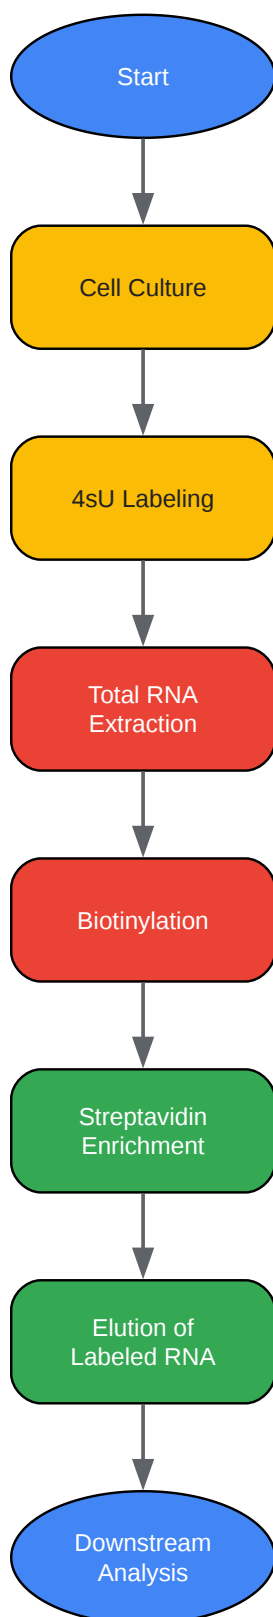 Start
Cell Culture
4sU Labeling
Total RNA
Extraction
Biotinylation
Streptavidin
Enrichment
Elution of
Labeled RNA
Downstream
Analysis